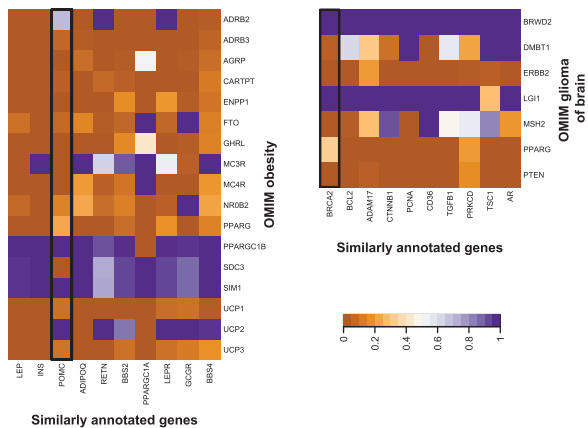 ADRB2
ADRB3
AGRP
CARTPT
ENPP1
FTO
GHRL
MC3R
MC4R
NR0B2
PPARG
PPARGC1B
SDC3
SIM1
UCP1
UCP2
UCP3
OMIM obesity
LEP
INS
POMC
ADIPOQ
RETN
BBS2
PPARGC1A
LEPR
GCGR
BBS4
Similarly annotated genes
BRWD2
DMBT1
ERBB2
LGI1
MSH2
PPARG
PTEN
OMIM glioma
of brain
BRCA2
BCL2
ADAM17
CTNNB1
PCNA
CD36
TGFB1
PRKCD
TSC1
AR
Similarly annotated genes
0
0.2
0.4
0.6
0.8
1